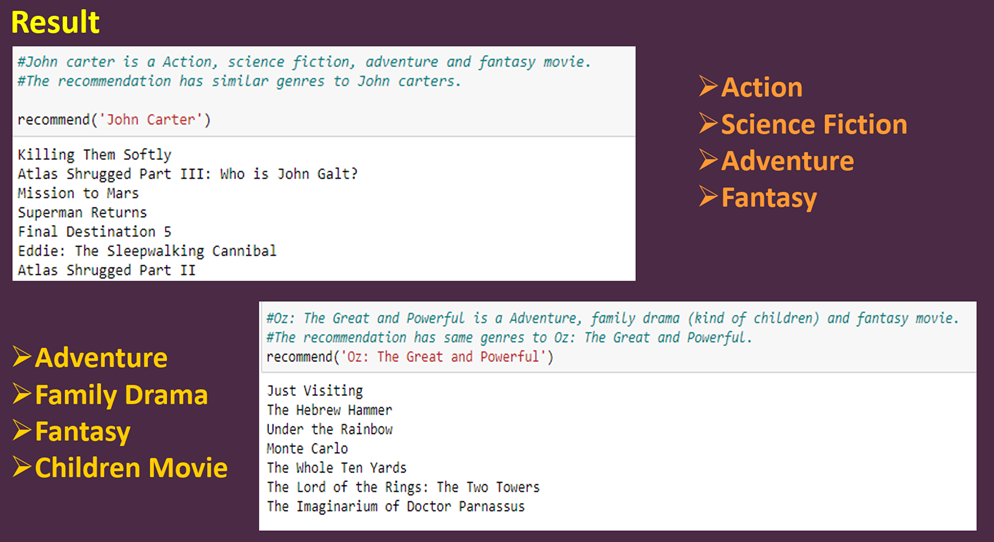 Result
#John carter is a Action, science fiction, adventure and fantasy movie.
#The recommendation has similar genres to John carters.
recommend('John Carter')
Killing Them Softly
Atlas Shrugged Part III: Who is John Galt?
Mission to Mars
Superman Returns
Final Destination 5
Eddie: The Sleepwalking Cannibal
Atlas Shrugged Part II
➢Action
➢Science Fiction
➢Adventure
➢Fantasy
➢Adventure
➢Family Drama
➢Fantasy
➢Children Movie
#Oz: The Great and Powerful is a Adventure, family drama (kind of children) and fantasy movie.
#The recommendation has same genres to Oz: The Great and Powerful.
recommend('Oz: The Great and Powerful')
Just Visiting
The Hebrew Hammer
Under the Rainbow
Monte Carlo
The Whole Ten Yards
The Lord of the Rings: The Two Towers
The Imaginarium of Doctor Parnassus